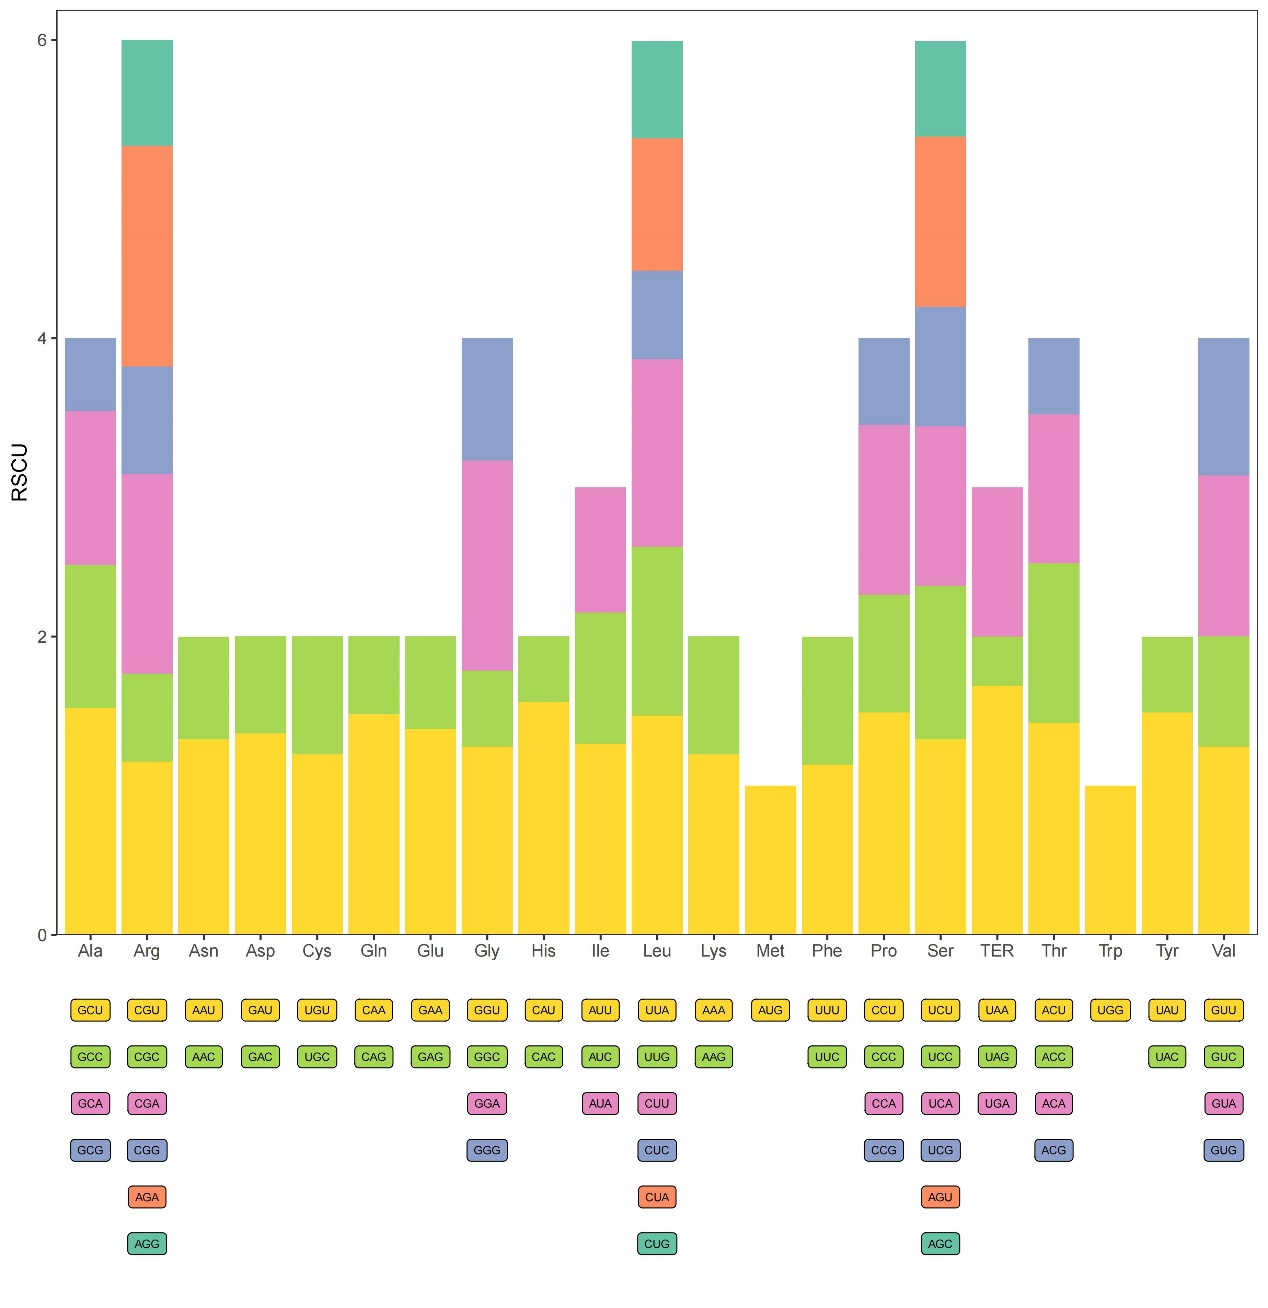 6
4
2
0
RSCU
Ala Arg Asn Asp Cys Gln Glu Gly His Ile Leu Lys Met Phe Pro Ser TER Thr Trp Tyr Val
GCU CGU AAU GAU UGU CAA GAA GGU CAU AUU UUA AAA AUG UUU CCU UCU UAA ACU UGG UAU GUU
GCC CGC AAC GAC UGC CAG GAG GGC CAC AUC UUG AAG UUC CCC UCC UAG ACC UAC GUC
GCA CGA GGA AUA CUU CCA UCA UGA ACA GUA
GCG CGG GGG CUC CCG UCG ACG GUG
AGA CUA AGU
AGG CUG AGC